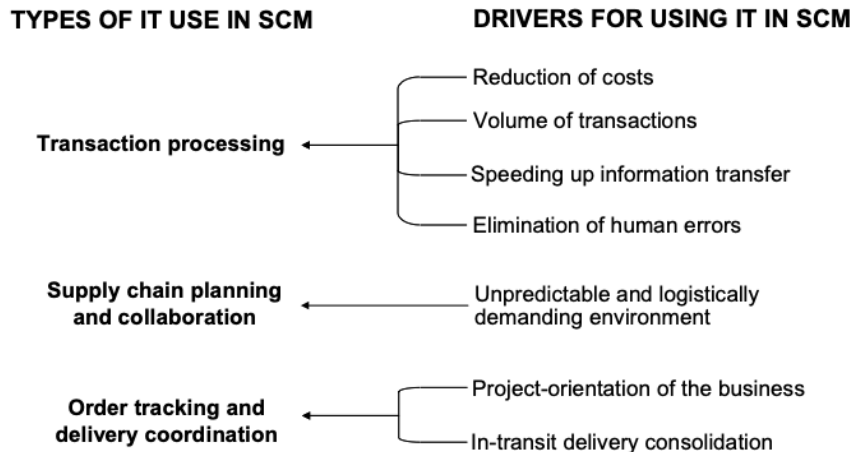 TYPES OF IT USE IN SCM
DRIVERS FOR USING IT IN SCM
Transaction processing
Reduction of costs
Volume of transactions
Speeding up information transfer
Elimination of human errors
Supply chain planning
and collaboration
Unpredictable and logistically
demanding environment
Order tracking and
delivery coordination
Project-orientation of the business
In-transit delivery consolidation